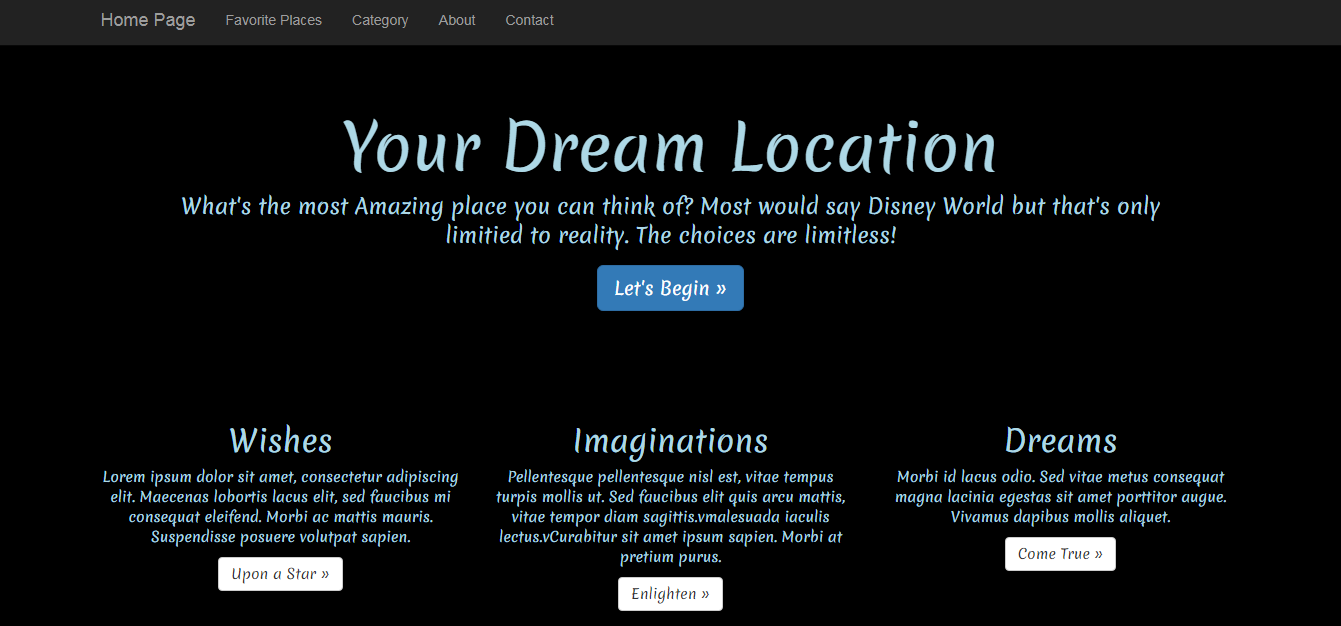 Home Page Favorite Places Category About Contact
Your Dream Location
What's the most Amazing place you can think of? Most would say Disney World but that's only
limitied to reality. The choices are limitless!
Let's Begin »
Wishes
Lorem ipsum dolor sit amet, consectetur adipiscing
elit. Maecenas lobortis lacus elit, sed faucibus mi
consequat eleifend. Morbi ac mattis mauris.
Suspendisse posuere volutpat sapien.
Upon a Star »
Imaginations
Pellentesque pellentesque nisl est, vitae tempus
turpis mollis ut. Sed faucibus elit quis arcu mattis,
vitae tempor diam sagittis.vmalesuada iaculis
lectus.vCurabitur sit amet ipsum sapien. Morbi at
pretium purus.
Enlighten »
Dreams
Morbi id lacus odio. Sed vitae metus consequat
magna lacinia egestas sit amet porttitor augue.
Vivamus dapibus mollis aliquet.
Come True »